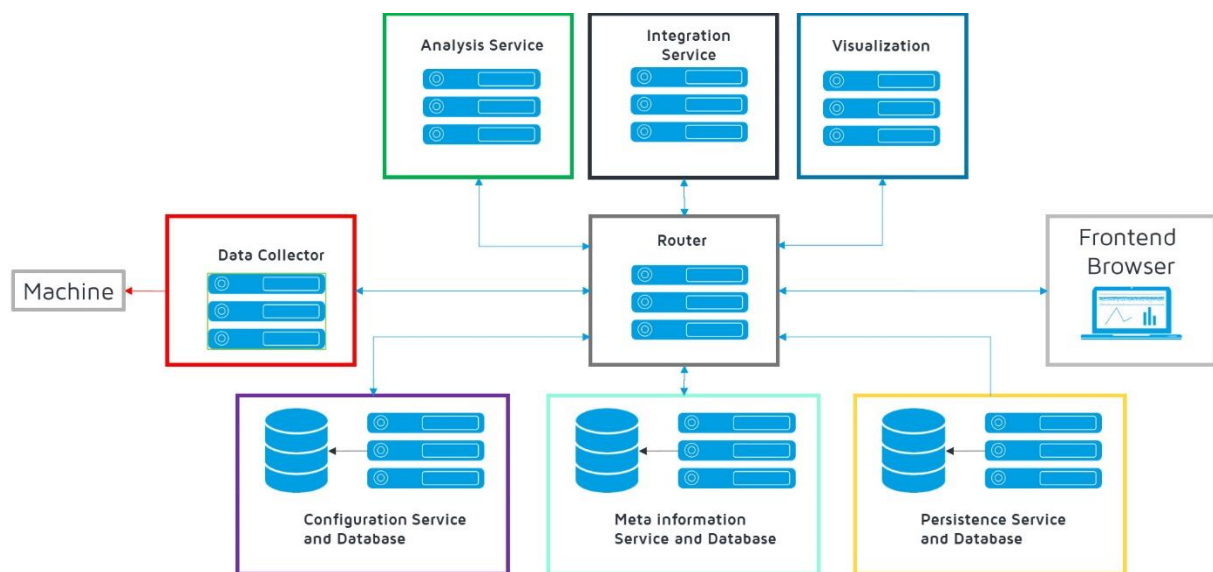 Analysis Service
Integration
Service
Visualization
Data Collector
Router
Frontend
Browser
Machine
Configuration Service
and Database
Meta information
Service and Database
Persistence Service
and Database